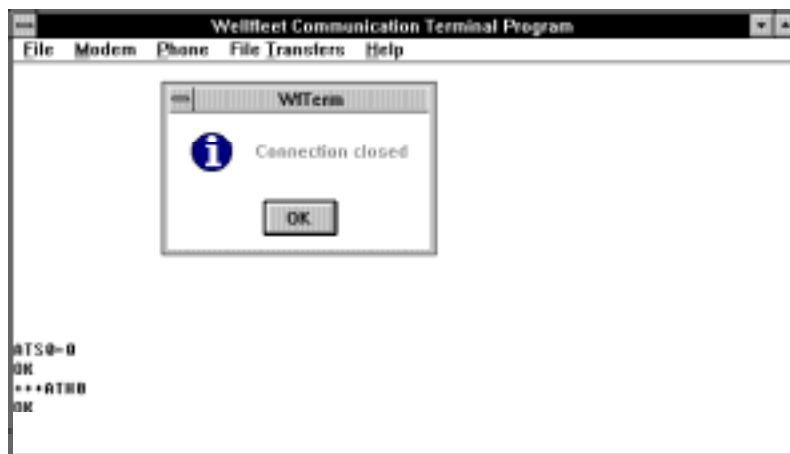 Wellfleet Communication Terminal Program
File Modem Phone File Transfers Help
WfTerm
Connection closed
OK
ATS0=0
OK
+++ATH0
OK